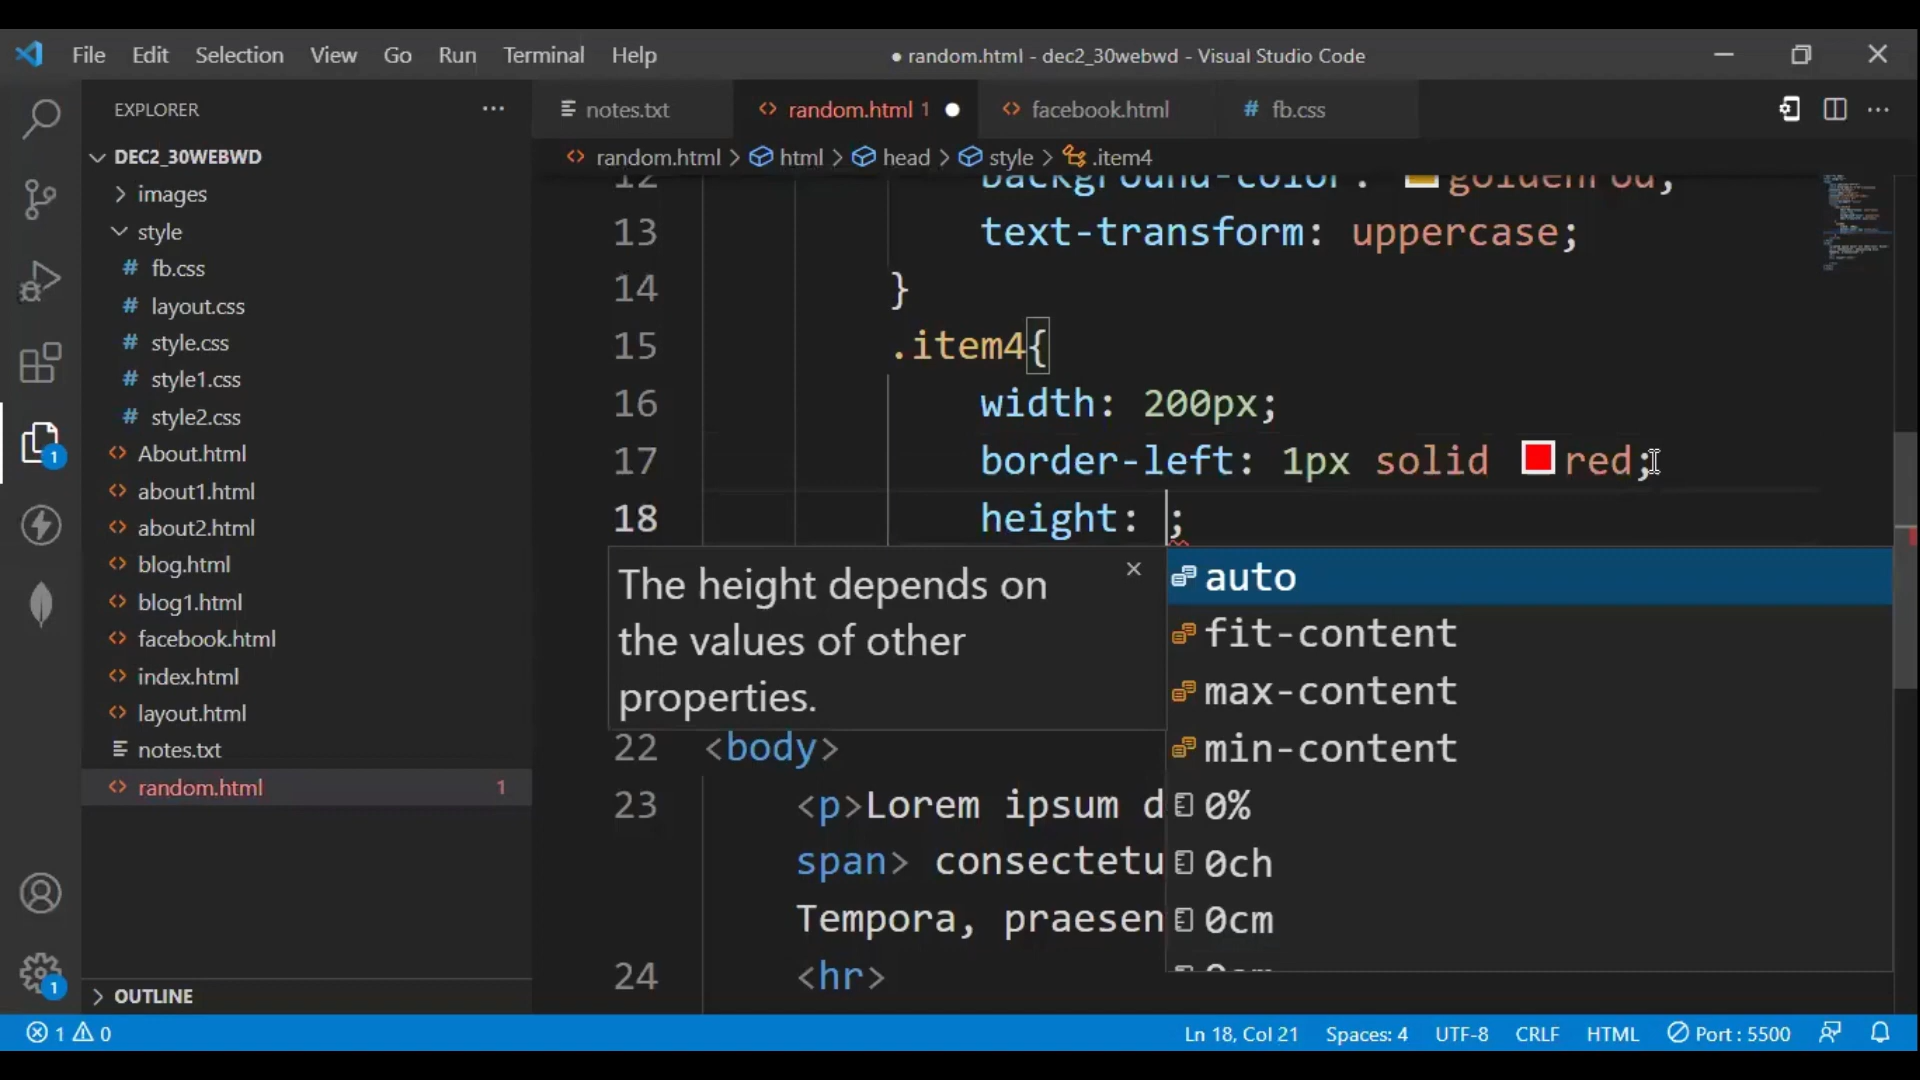 File Edit Selection View Go Run Terminal Help ● random.html - dec2_30webwd - Visual Studio Code
EXPLORER
DEC2_30WEBWD
images
style
# fb.css
# layout.css
# style.css
# style1.css
# style2.css
<> About.html
<> about1.html
<> about2.html
<> blog.html
<> blog1.html
<> facebook.html
<> index.html
<> layout.html
notes.txt
<> random.html 1
OUTLINE
1
1
notes.txt <> random.html 1 ● <> facebook.html # fb.css
<> random.html > html > head > style > .item4
12 background-color: goldenrod;
13 text-transform: uppercase;
14 }
15 .item4{
16 width: 200px;
17 border-left: 1px solid red;
18 height: ;
The height depends on
the values of other
properties.
auto
fit-content
max-content
min-content
0%
0ch
0cm
22 <body>
23 <p>Lorem ipsum d
span> consectetu
Tempora, praesen
24 <hr>
1 0 Ln 18, Col 21 Spaces: 4 UTF-8 CRLF HTML Port : 5500